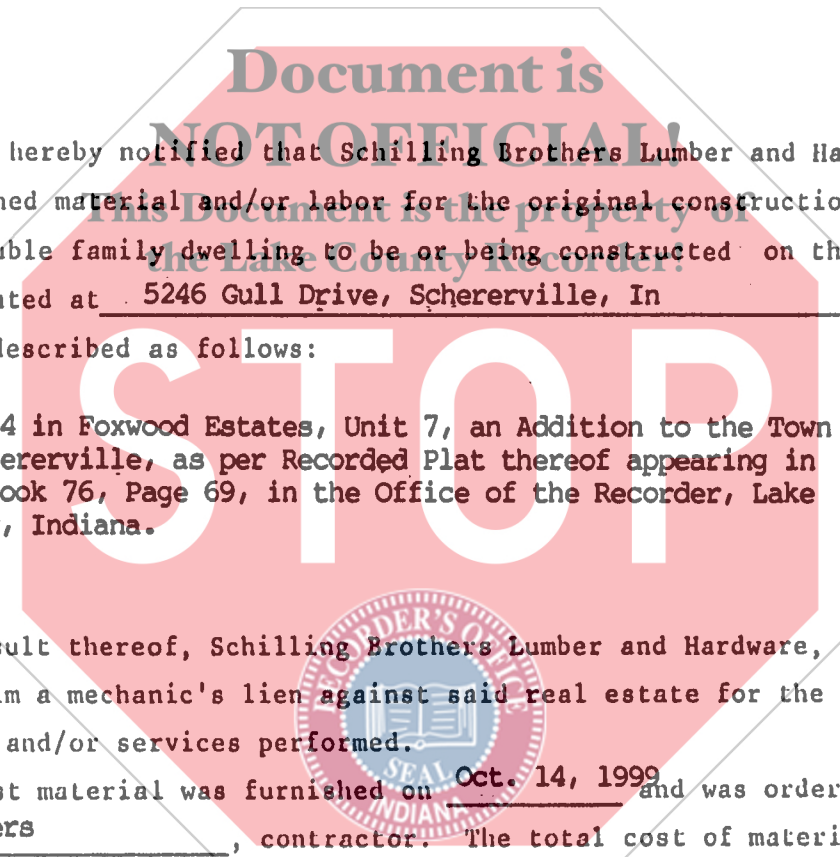 Document is
NOT OFFICIAL!
hereby notified that Schilling Brothers Lumber and Ha
ned material and/or labor for the original constructio
This Document is the property of
uble family dwelling to be or being constructed on th
the Lake County Recorder!
ated at 5246 Gull Drive, Schererville, In
described as follows:
STOP
4 in Foxwood Estates, Unit 7, an Addition to the Town
ererville, as per Recorded Plat thereof appearing in
ook 76, Page 69, in the Office of the Recorder, Lake
, Indiana.
sult thereof, Schilling Brothers Lumber and Hardware,
im a mechanic's lien against said real estate for the
and/or services performed.
RECORDER'S OFFICE
SEAL
INDIANA
st material was furnished on Oct. 14, 1999 and was order
ers, contractor. The total cost of materi